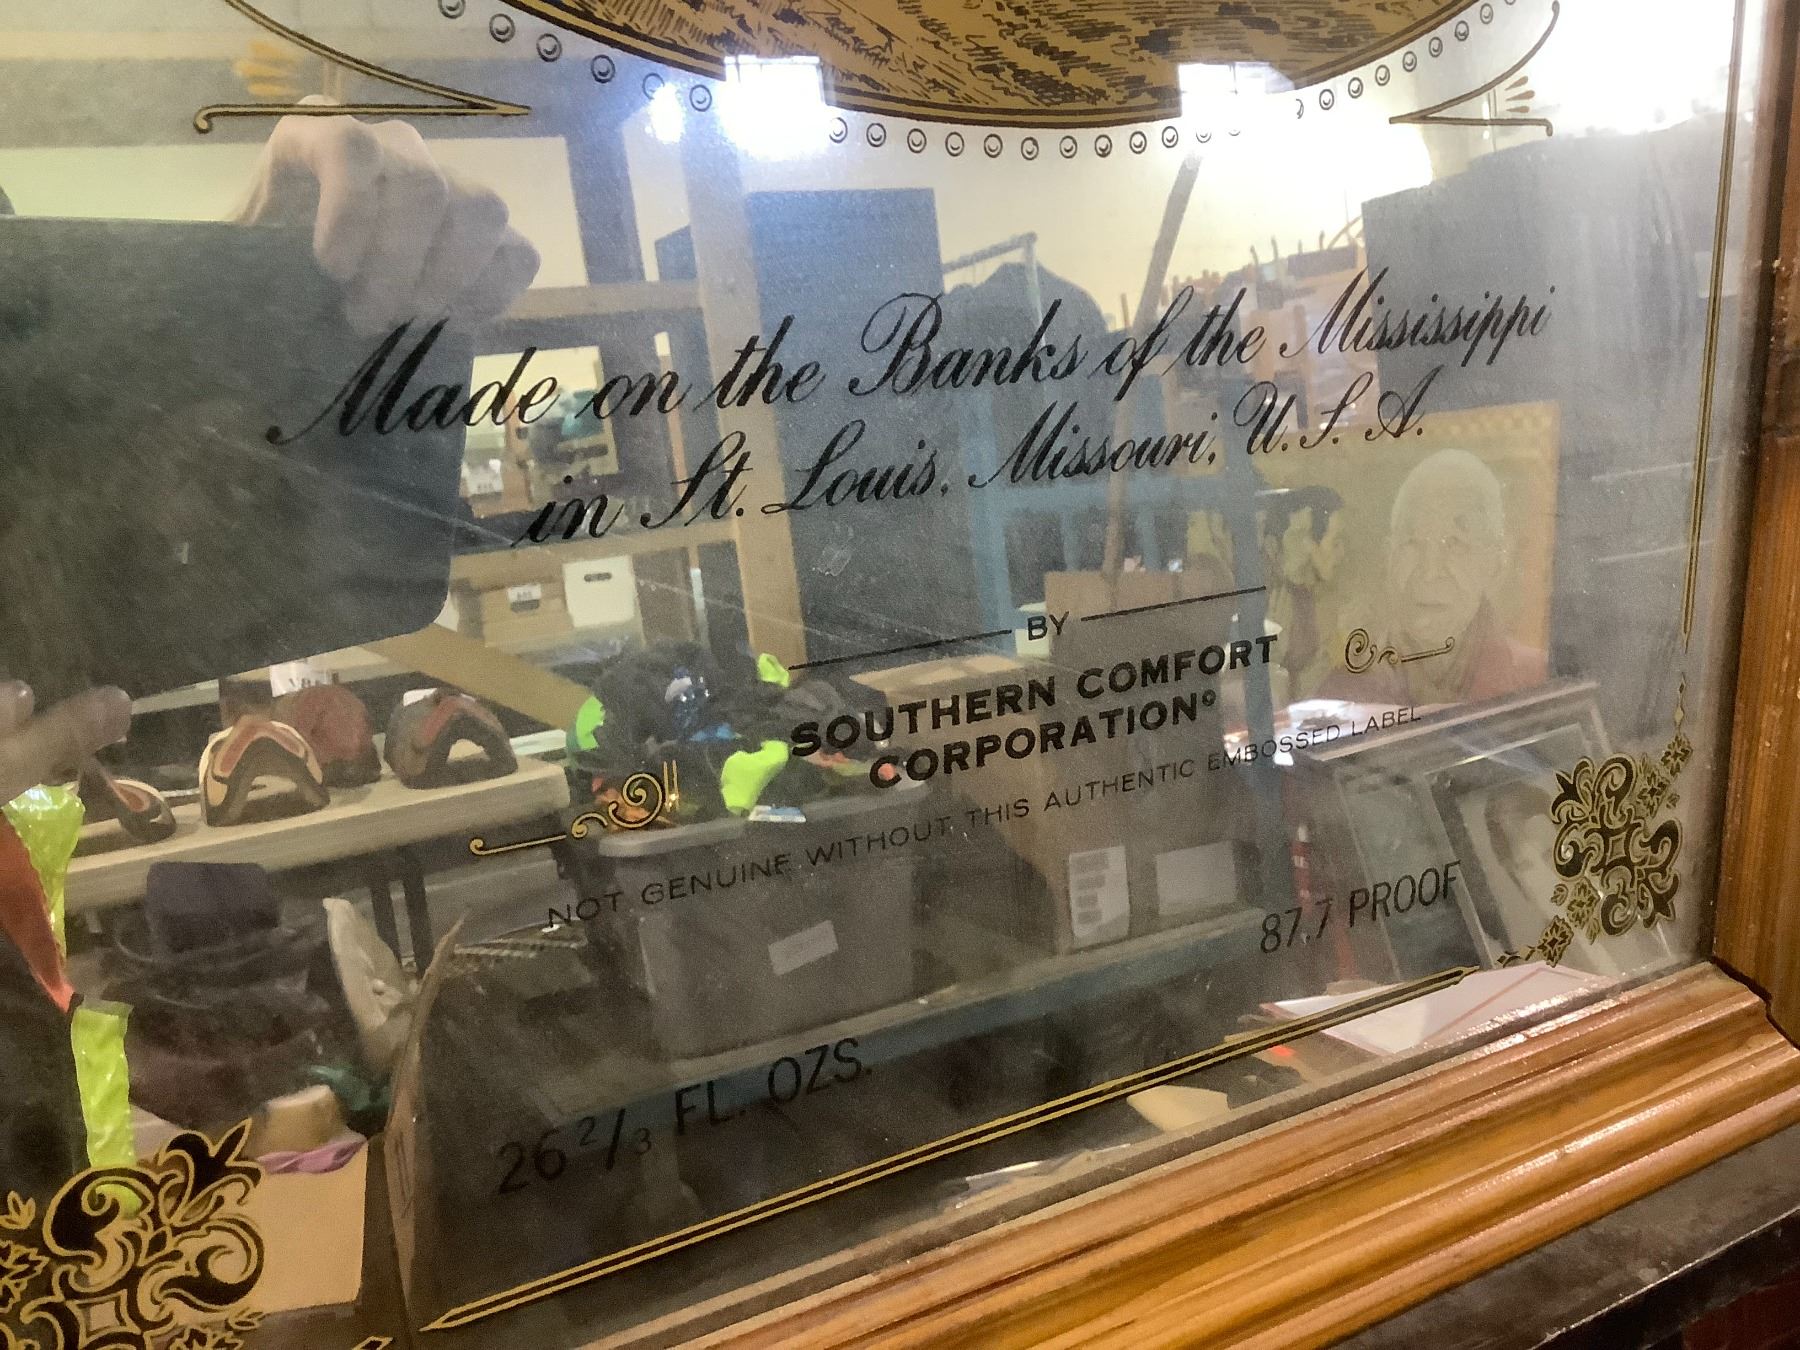 Made on the Banks of the Mississippi
in St. Louis, Missouri, U.S.A.
BY
SOUTHERN COMFORT
CORPORATION®
NOT GENUINE WITHOUT THIS AUTHENTIC EMBOSSED LABEL
87.7 PROOF
26 2/3 FL. OZS.